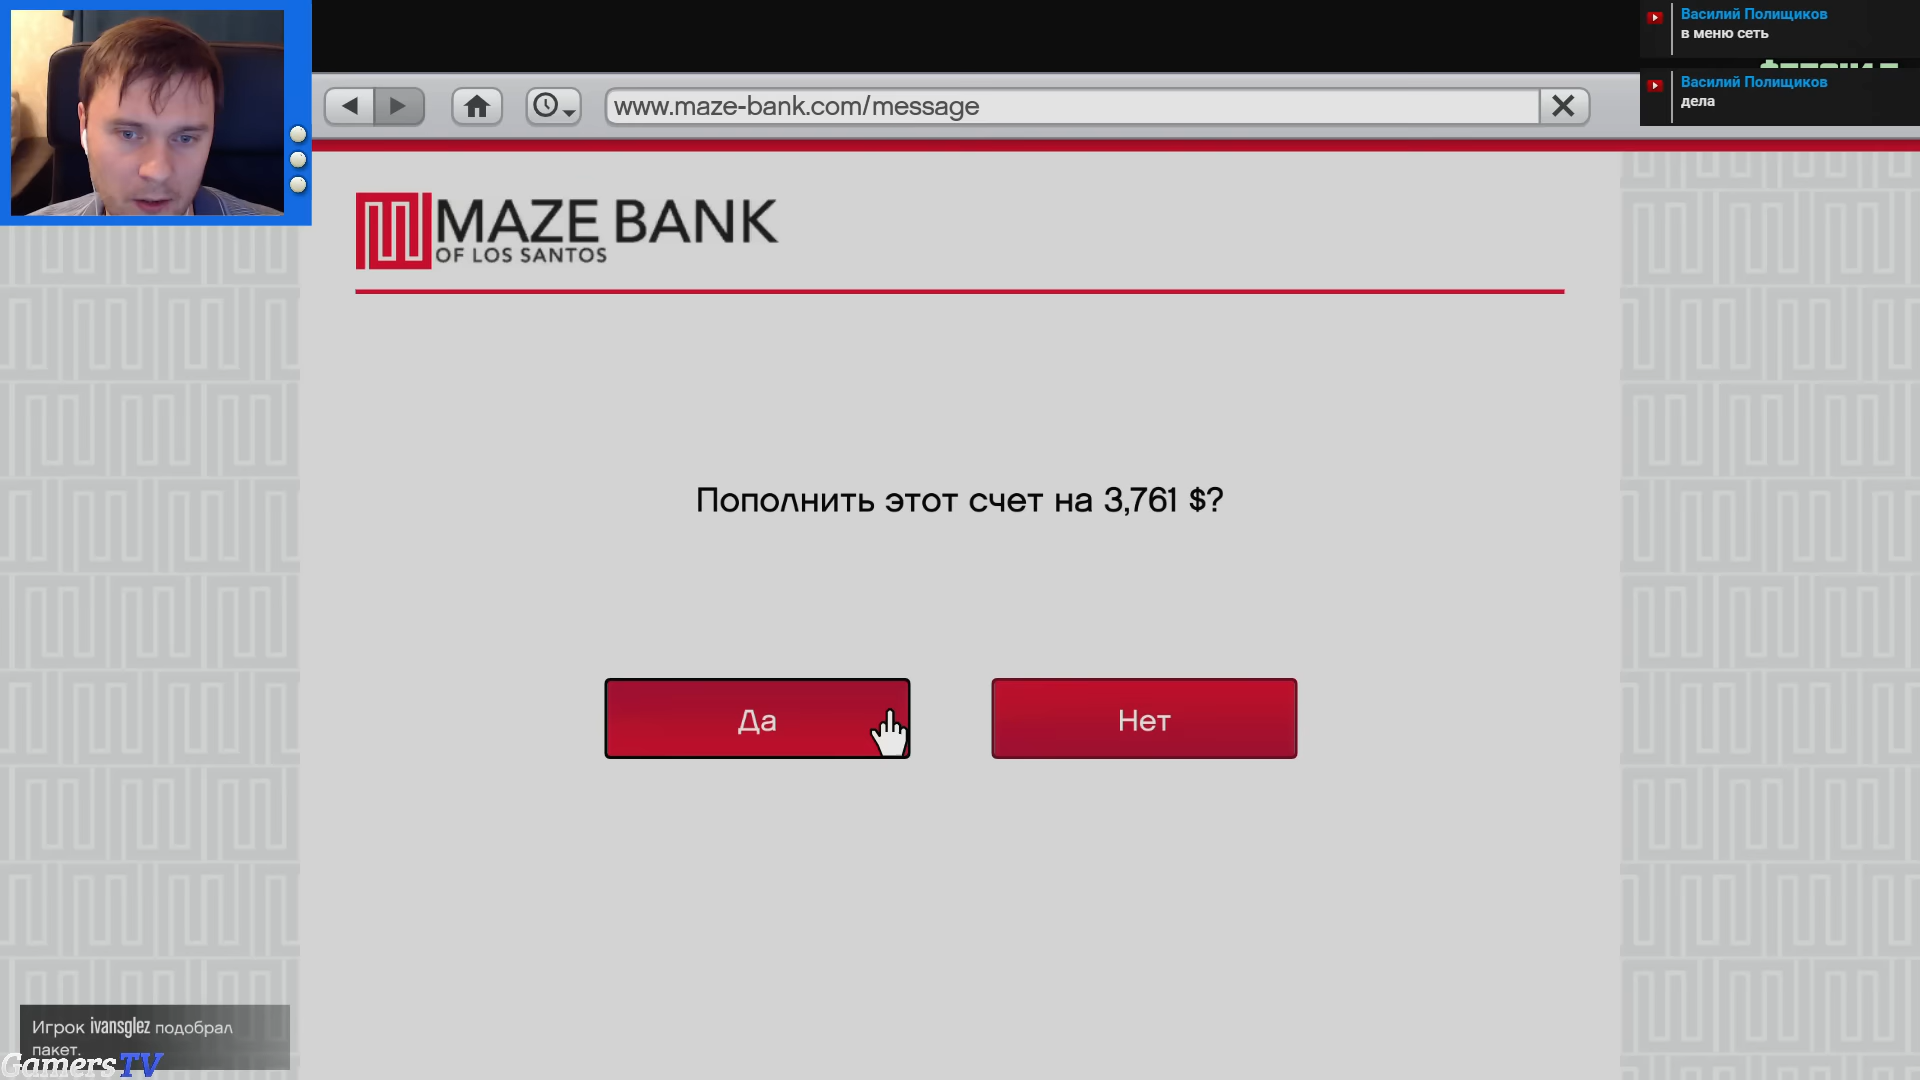 Василий Полищиков
в меню сеть
Василий Полищиков
дела
www.maze-bank.com/message
MAZE BANK
OF LOS SANTOS
Пополнить этот счет на 3,761 $?
Да
Нет
Игрок ivansglez подобрал
пакет.
GamersTV